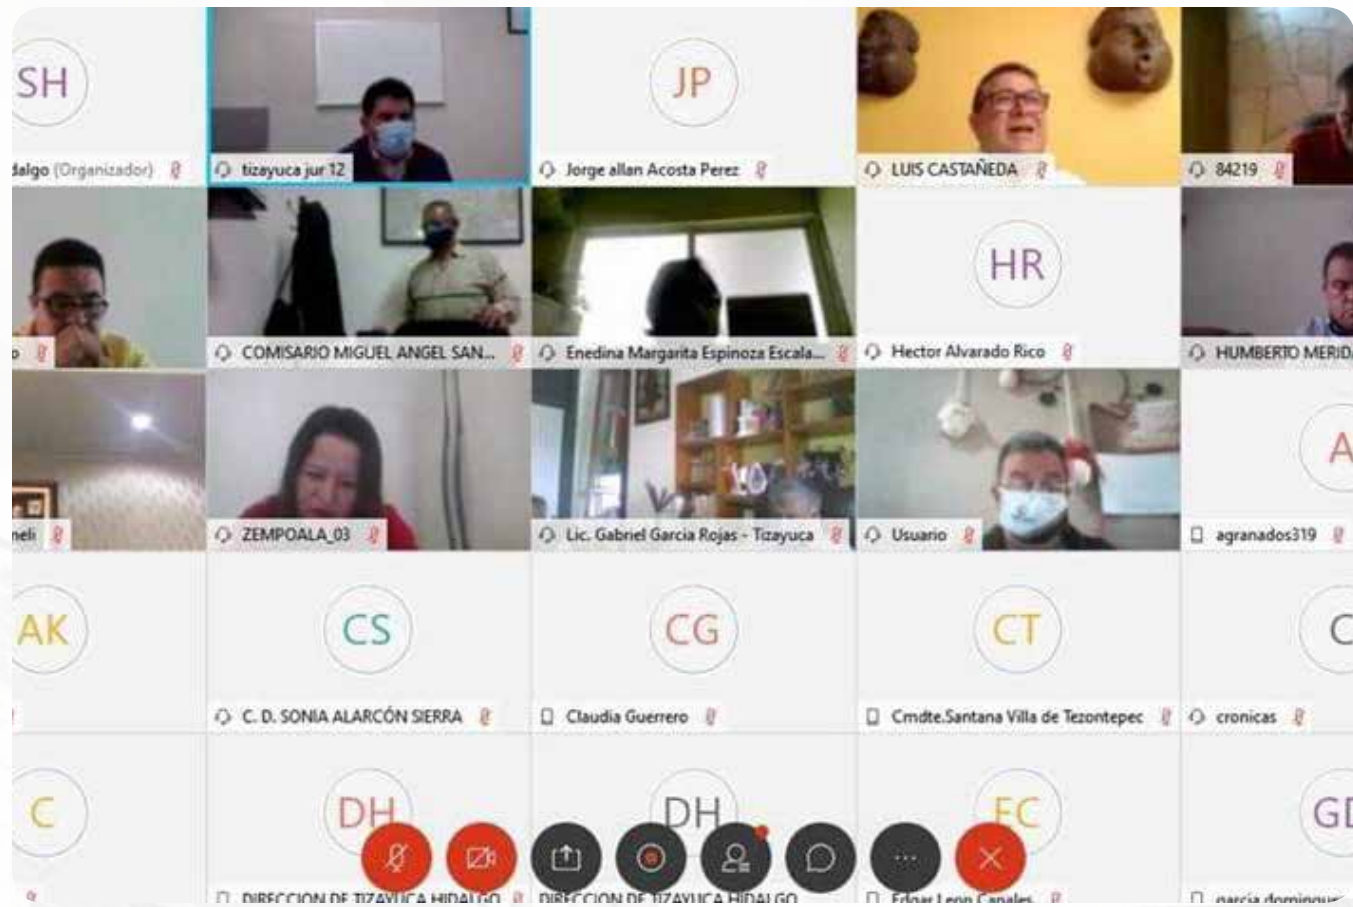 SH
JP
dalgo (Organizador)
tizayuca jur 12
Jorge allan Acosta Perez
LUIS CASTAÑEDA
84219
HR
COMISARIO MIGUEL ANGEL SAN...
Enedina Margarita Espinoza Escala...
Hector Alvarado Rico
HUMBERTO MERID
A
neli
ZEMPOALA_03
Lic. Gabriel Garcia Rojas - Tizayuca
Usuario
agranados319
AK
CS
CG
CT
C
C. D. SONIA ALARCÓN SIERRA
Claudia Guerrero
Cmdte.Santana Villa de Tezontepec
cronicas
C
DH
DH
EC
GD
DIRECCION DE TIZAYUCA HIDALGO
DIRECCION DE TIZAYUCA HIDALGO
Edgar Leon Canales
garcia doming